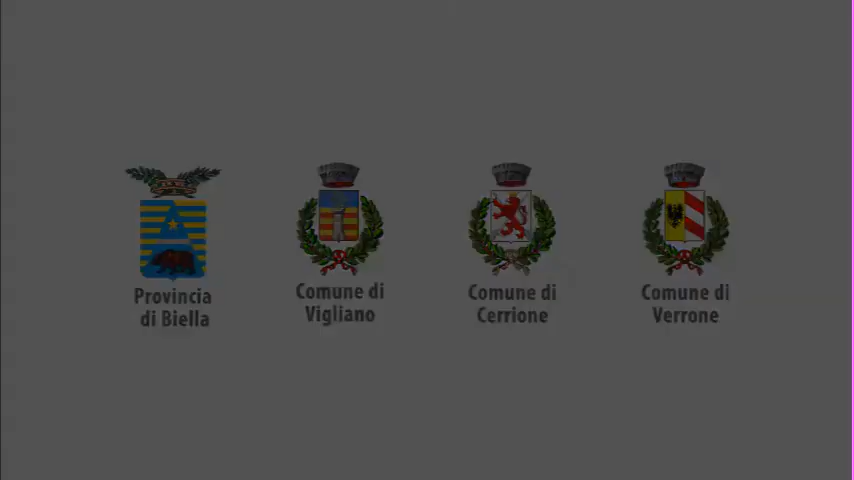 Provincia
di Biella
Comune di
Vigliano
Comune di
Cerrione
Comune di
Verrone